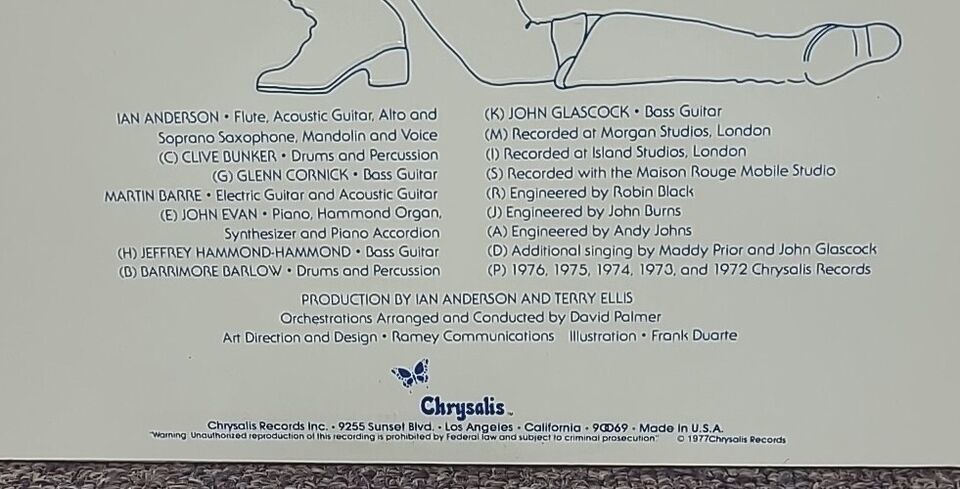 IAN ANDERSON • Flute, Acoustic Guitar, Alto and
Soprano Saxophone, Mandolin and Voice
(C) CLIVE BUNKER • Drums and Percussion
(G) GLENN CORNICK • Bass Guitar
MARTIN BARRE • Electric Guitar and Acoustic Guitar
(E) JOHN EVAN • Piano, Hammond Organ,
Synthesizer and Piano Accordion
(H) JEFFREY HAMMOND-HAMMOND • Bass Guitar
(B) BARRIMORE BARLOW • Drums and Percussion
(K) JOHN GLASCOCK • Bass Guitar
(M) Recorded at Morgan Studios, London
(I) Recorded at Island Studios, London
(S) Recorded with the Maison Rouge Mobile Studio
(R) Engineered by Robin Black
(J) Engineered by John Burns
(A) Engineered by Andy Johns
(D) Additional singing by Maddy Prior and John Glascock
(P) 1976, 1975, 1974, 1973, and 1972 Chrysalis Records
PRODUCTION BY IAN ANDERSON AND TERRY ELLIS
Orchestrations Arranged and Conducted by David Palmer
Art Direction and Design • Ramey Communications Illustration • Frank Duarte
Chrysalis™
Chrysalis Records Inc. • 9255 Sunset Blvd. • Los Angeles • California • 90069 • Made in U.S.A.
"Warning: Unauthorized reproduction of this recording is prohibited by Federal law and subject to criminal prosecution." © 1977 Chrysalis Records